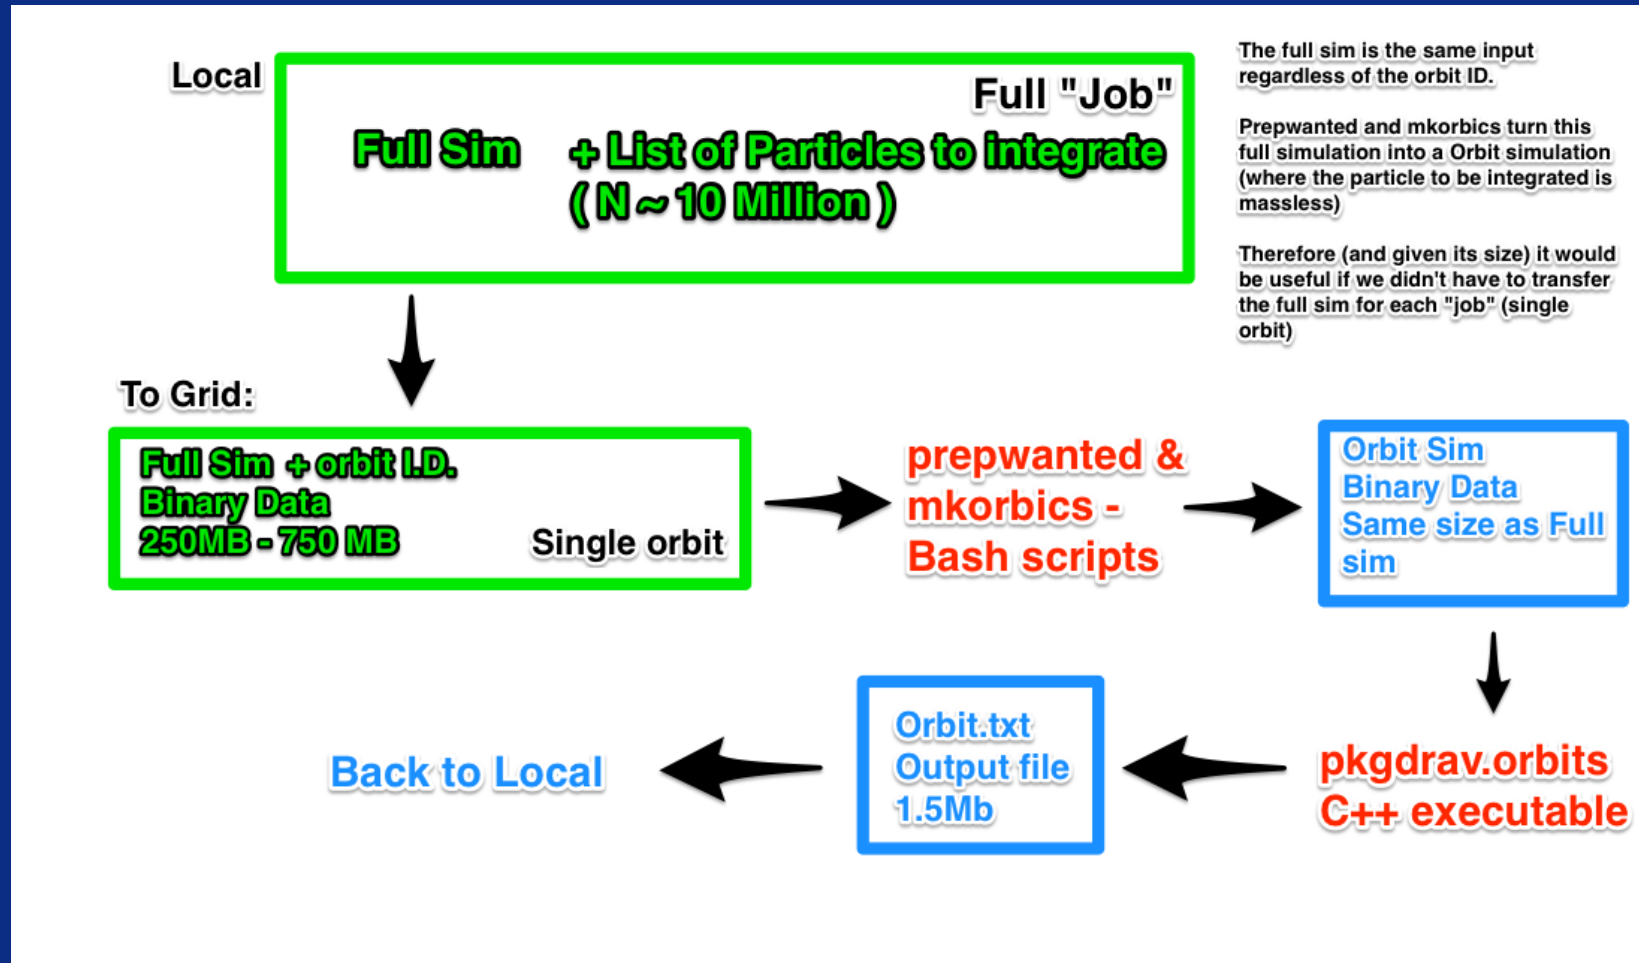 Local
Full "Job"
Full Sim + List of Particles to integrate
( N ~ 10 Million )
The full sim is the same input
regardless of the orbit ID.
Prepwanted and mkorbics turn this
full simulation into a Orbit simulation
(where the particle to be integrated is
massless)
Therefore (and given its size) it would
be useful if we didn't have to transfer
the full sim for each "job" (single
orbit)
To Grid:
Full Sim + orbit I.D.
Binary Data
250MB - 750 MB
Single orbit
prepwanted &
mkorbics -
Bash scripts
Orbit Sim
Binary Data
Same size as Full
sim
pkgdrav.orbits
C++ executable
Orbit.txt
Output file
1.5Mb
Back to Local